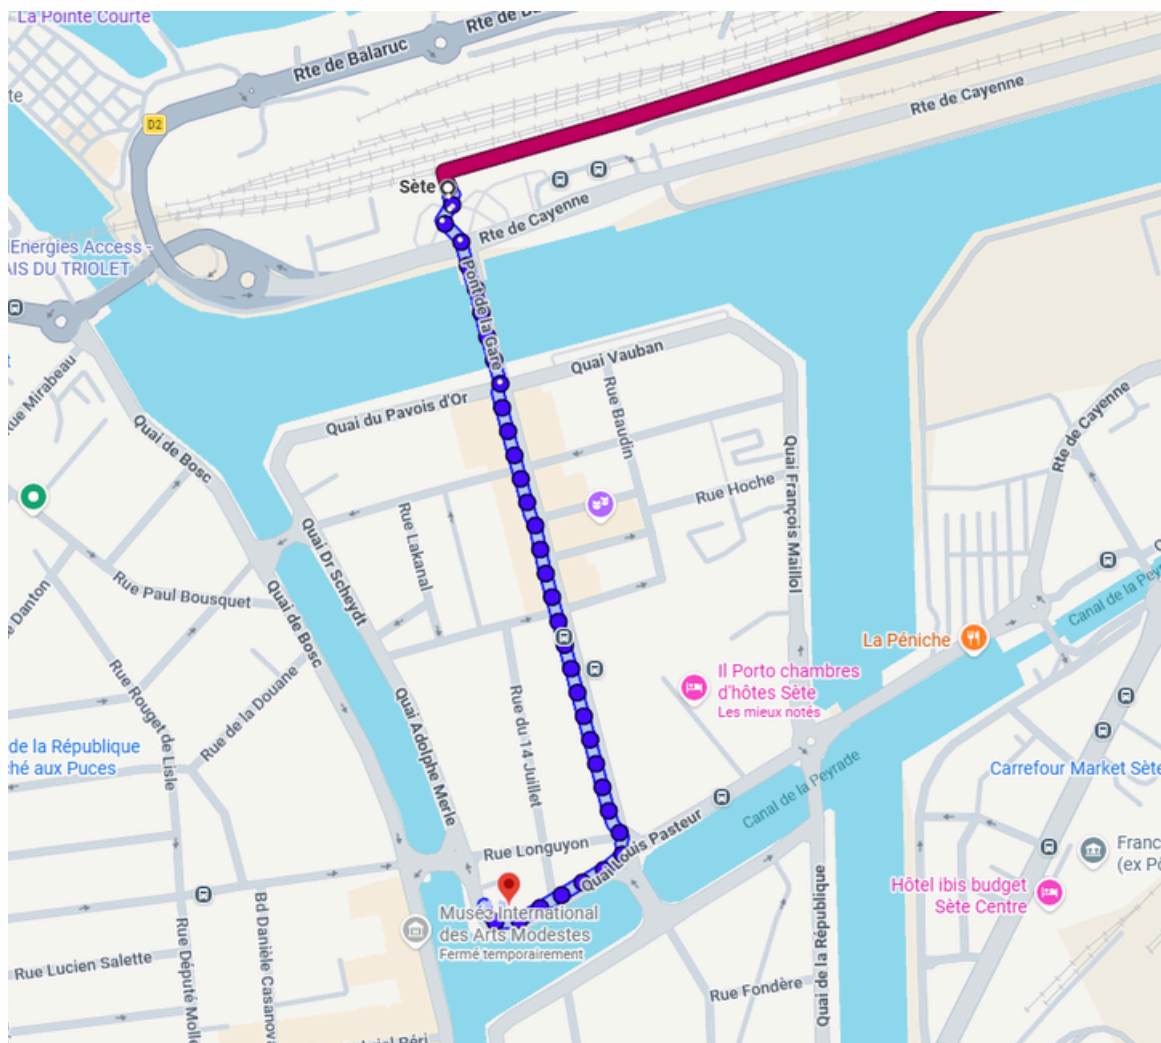 La Pointe Courte
Rte de Balaruc
D2
Rte de Cayenne
Sète
Rte de Cayenne
Energies Access -
AIS DU TRIOLET
Pont de la Gare
Quai Vauban
Quai du Pavois d'Or
Rue Mirabeau
Quai de Bosc
Rue Baudin
Rue Hoche
Quai François Maillol
Rte de Cayenne
Rue Lakanal
Quai Dr Scheydt
Rue Paul Bousquet
Danton
Quai de Bosc
Canal de la Peyrade
La Péniche
Il Porto chambres
d'hôtes Sète
Les mieux notés
Rue Rouget de Lisle
Rue de la Douane
Quai Adolphe Merle
Rue du 14 Juillet
de la République
ché aux Puces
Carrefour Market Sète
Canal de la Peyrade
Rue Longuyon
Quai Louis Pasteur
Franc
(ex Pô
Hôtel ibis budget
Sète Centre
Musée International
des Arts Modestes
Fermé temporairement
Quai de la République
Bd Danièle Casanova
Rue Député Molle
Rue Lucien Salette
Rue Fondère
Péri